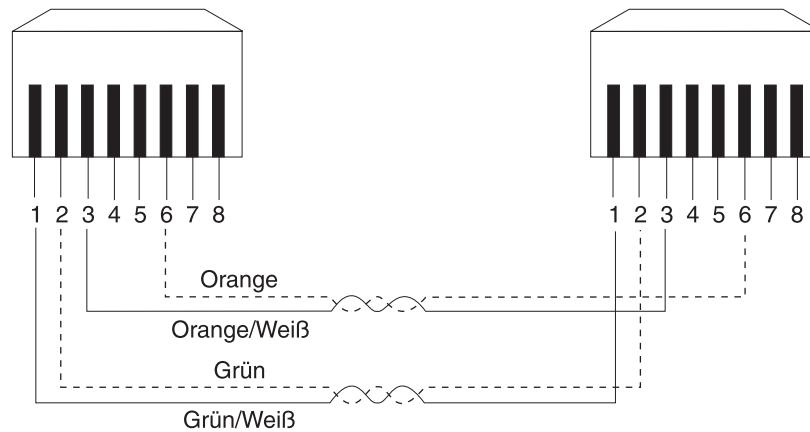 1 2 3 4 5 6 7 8
1 2 3 4 5 6 7 8
Orange
Orange/Weiß
Grün
Grün/Weiß